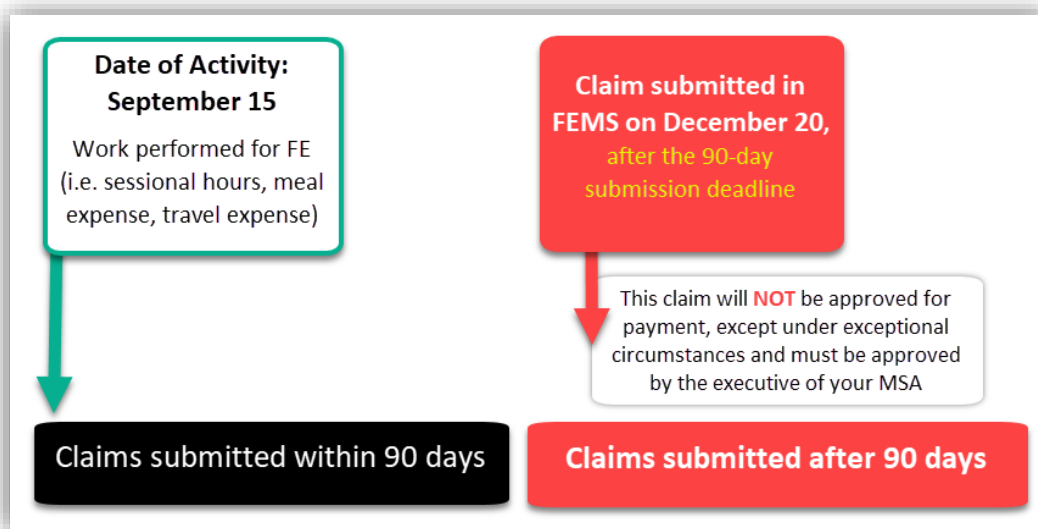 Date of Activity:
September 15
Work performed for FE
(i.e. sessional hours, meal
expense, travel expense)
Claim submitted in
FEMS on December 20,
after the 90-day
submission deadline
This claim will NOT be approved for
payment, except under exceptional
circumstances and must be approved
by the executive of your MSA
Claims submitted within 90 days
Claims submitted after 90 days